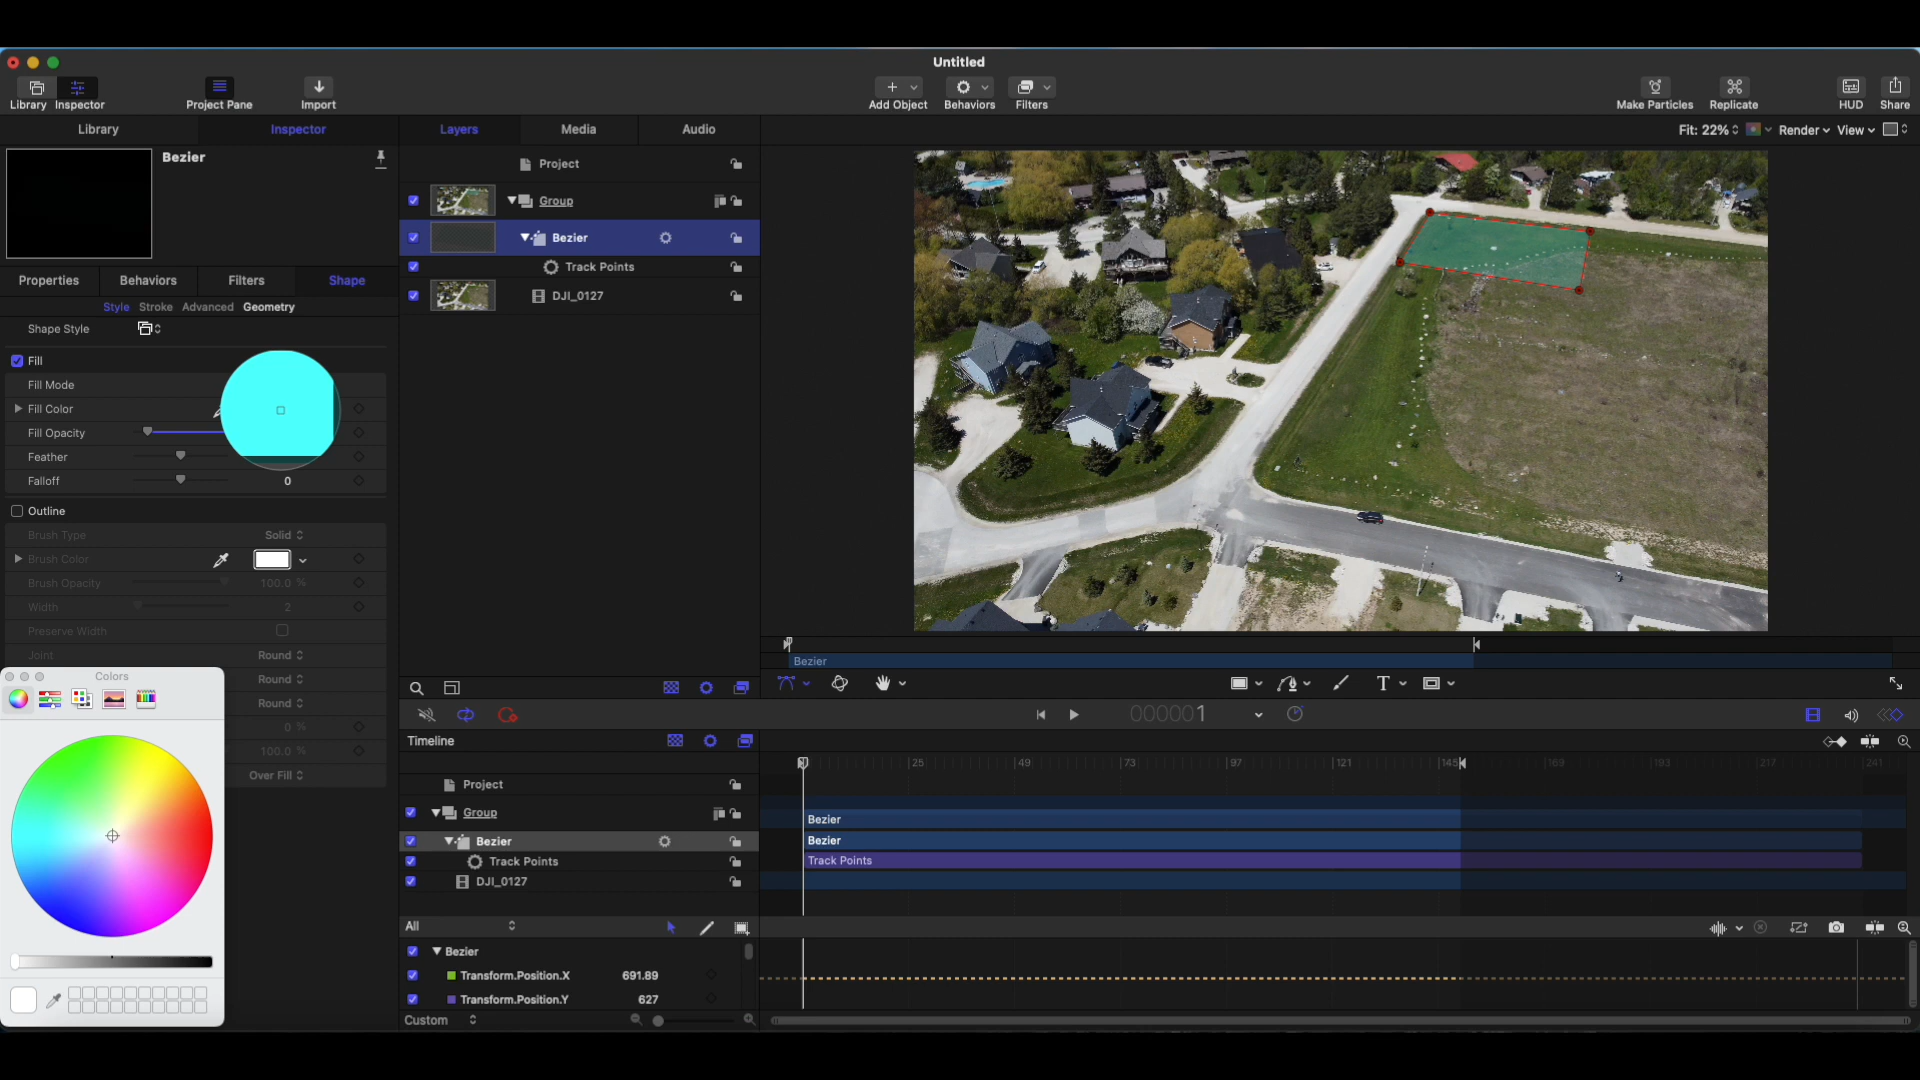 Untitled
Library Inspector Project Pane Import Add Object Behaviors Filters Make Particles Replicate HUD Share
Library Inspector Layers Media Audio Fit: 22% Render View
Bezier
Project
Group
Bezier
Track Points
DJI_0127
Properties Behaviors Filters Shape
Style Stroke Advanced Geometry
Shape Style
Fill
Fill Mode
Fill Color
Fill Opacity
Feather
Falloff 0
Outline
Brush Type Solid
Brush Color
Brush Opacity 100.0 %
Width 2
Preserve Width
Joint Round
Round
Round
0 %
100.0 %
Over Fill
Colors
Bezier
T
000001
Timeline
25 49 73 97 121 145 169 193 217 241
Project
Group
Bezier
Bezier
Bezier
Track Points
Track Points
DJI_0127
All
Bezier
Transform.Position.X 691.89
Transform.Position.Y 627
Custom